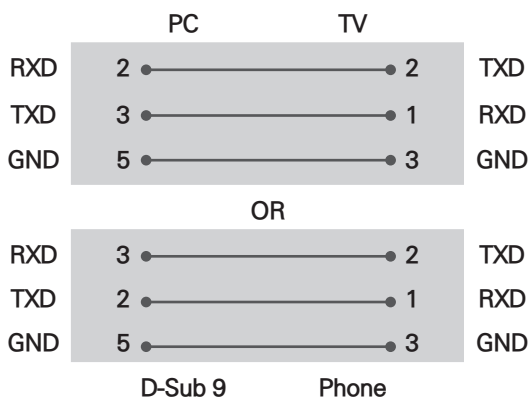 PC TV
RXD 2 2 TXD
TXD 3 1 RXD
GND 5 3 GND
OR
RXD 3 2 TXD
TXD 2 1 RXD
GND 5 3 GND
D-Sub 9 Phone